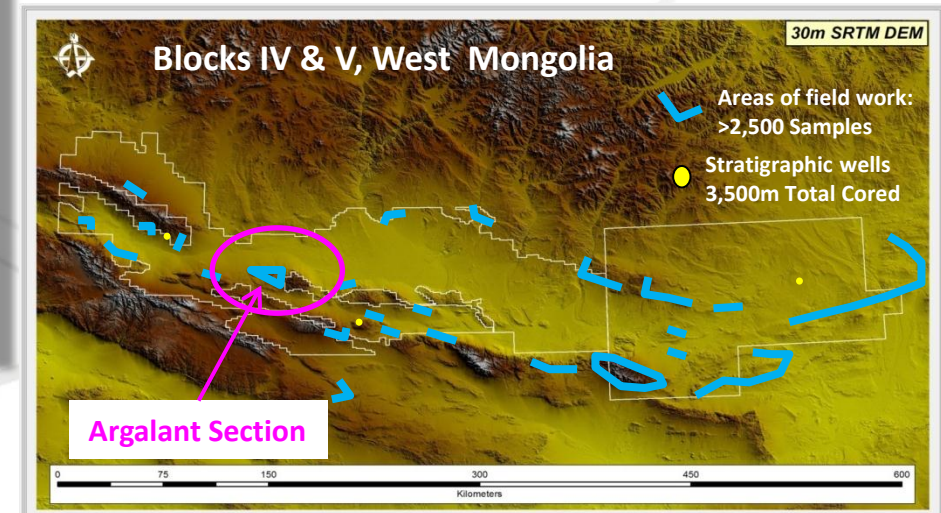 30m SRTM DEM
Blocks IV & V, West Mongolia
Areas of field work:
>2,500 Samples
Stratigraphic wells
3,500m Total Cored
Argalant Section
0 75 150 300 450 600
Kilometers